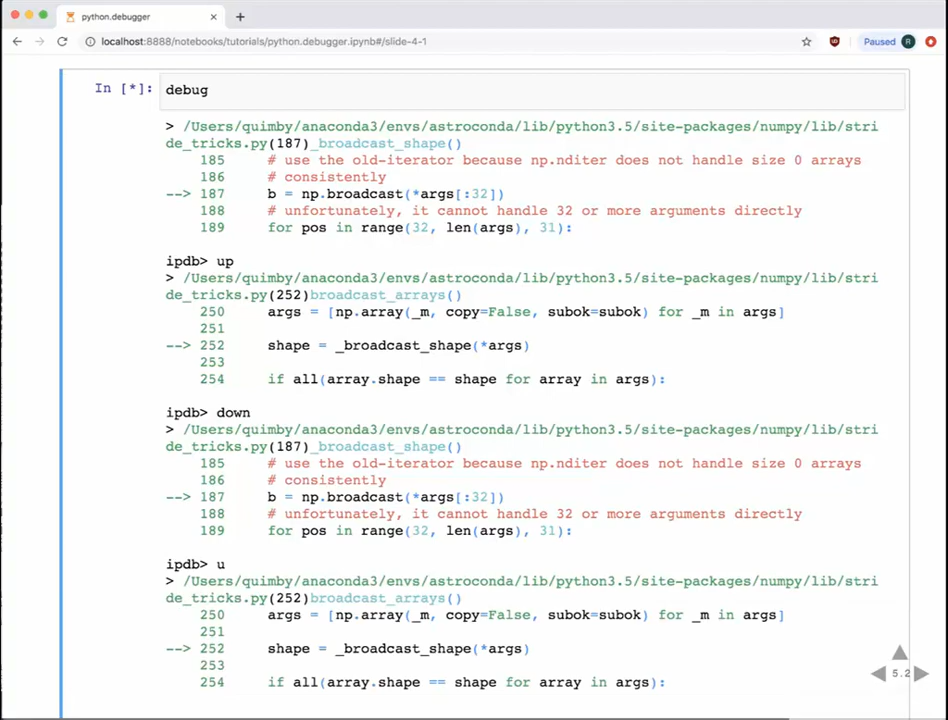 python.debugger
localhost:8888/notebooks/tutorials/python.debugger.ipynb#/slide-4-1
Paused R
In [*]: debug
> /Users/quimby/anaconda3/envs/astroconda/lib/python3.5/site-packages/numpy/lib/stri
de_tricks.py(187)_broadcast_shape()
185 # use the old-iterator because np.nditer does not handle size 0 arrays
186 # consistently
--> 187 b = np.broadcast(*args[:32])
188 # unfortunately, it cannot handle 32 or more arguments directly
189 for pos in range(32, len(args), 31):
ipdb> up
> /Users/quimby/anaconda3/envs/astroconda/lib/python3.5/site-packages/numpy/lib/stri
de_tricks.py(252)broadcast_arrays()
250 args = [np.array(_m, copy=False, subok=subok) for _m in args]
251
--> 252 shape = _broadcast_shape(*args)
253
254 if all(array.shape == shape for array in args):
ipdb> down
> /Users/quimby/anaconda3/envs/astroconda/lib/python3.5/site-packages/numpy/lib/stri
de_tricks.py(187)_broadcast_shape()
185 # use the old-iterator because np.nditer does not handle size 0 arrays
186 # consistently
--> 187 b = np.broadcast(*args[:32])
188 # unfortunately, it cannot handle 32 or more arguments directly
189 for pos in range(32, len(args), 31):
ipdb> u
> /Users/quimby/anaconda3/envs/astroconda/lib/python3.5/site-packages/numpy/lib/stri
de_tricks.py(252)broadcast_arrays()
250 args = [np.array(_m, copy=False, subok=subok) for _m in args]
251
--> 252 shape = _broadcast_shape(*args)
253
254 if all(array.shape == shape for array in args):
5.2